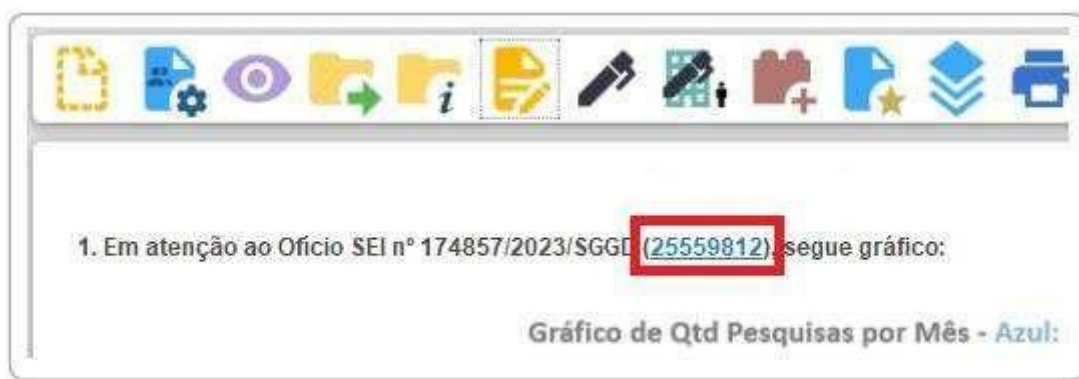 1. Em atenção ao Ofício SEI nº 174857/2023/SGGD (25559812), segue gráfico:
Gráfico de Qtd Pesquisas por Mês - Azul: